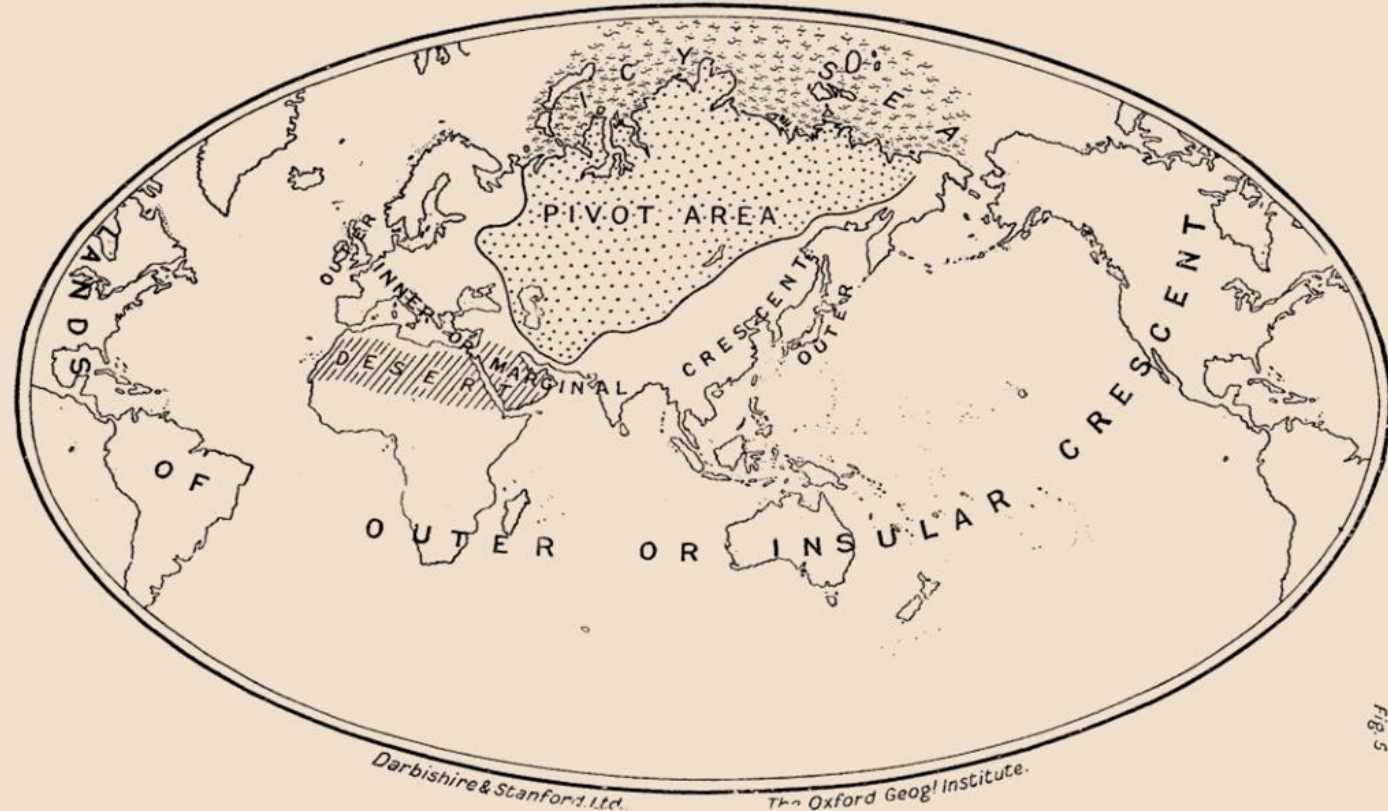 ICY SEA
PIVOT AREA
LANDS
OF
OUTER
INNER OR MARGINAL
CRESCENT
OUTER
DESERT
OUTER OR INSULAR CRESCENT
Fig. 5
Darbishire & Stanford. Ltd.
The Oxford Geogl Institute.